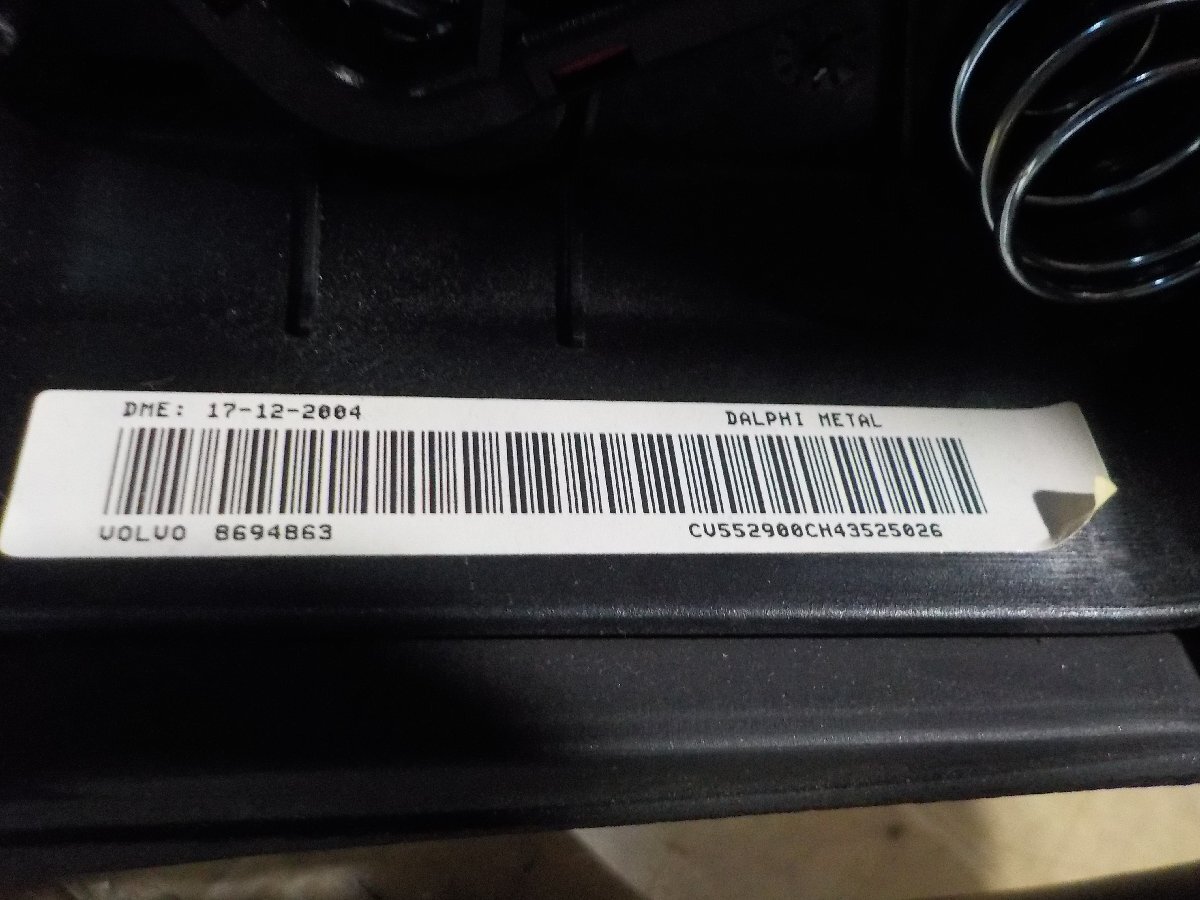 DME: 17-12-2004
DALPHI METAL
VOLVO 8694863
CV552900CH43525026